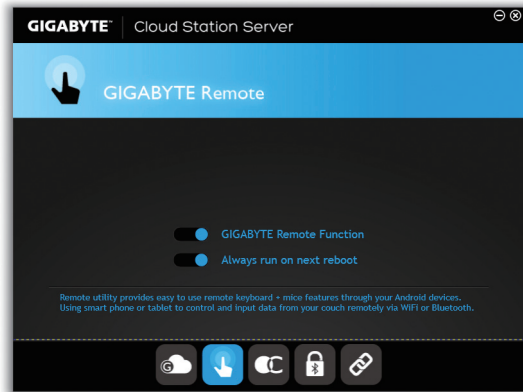 GIGABYTE™ Cloud Station Server
GIGABYTE Remote
GIGABYTE Remote Function
Always run on next reboot
Remote utility provides easy to use remote keyboard + mice features through your Android devices.
Using smart phone or tablet to control and input data from your couch remotely via WiFi or Bluetooth.
G